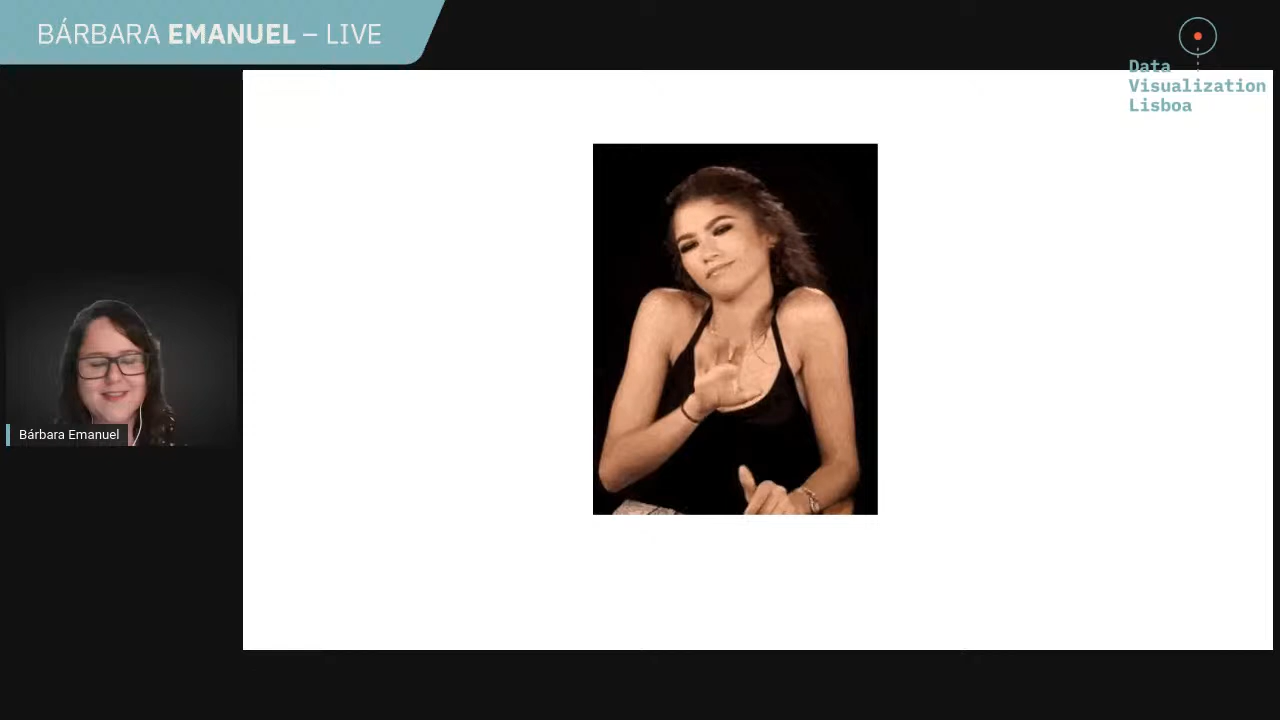 BÁRBARA EMANUEL – LIVE
Data
Visualization
Lisboa
Bárbara Emanuel